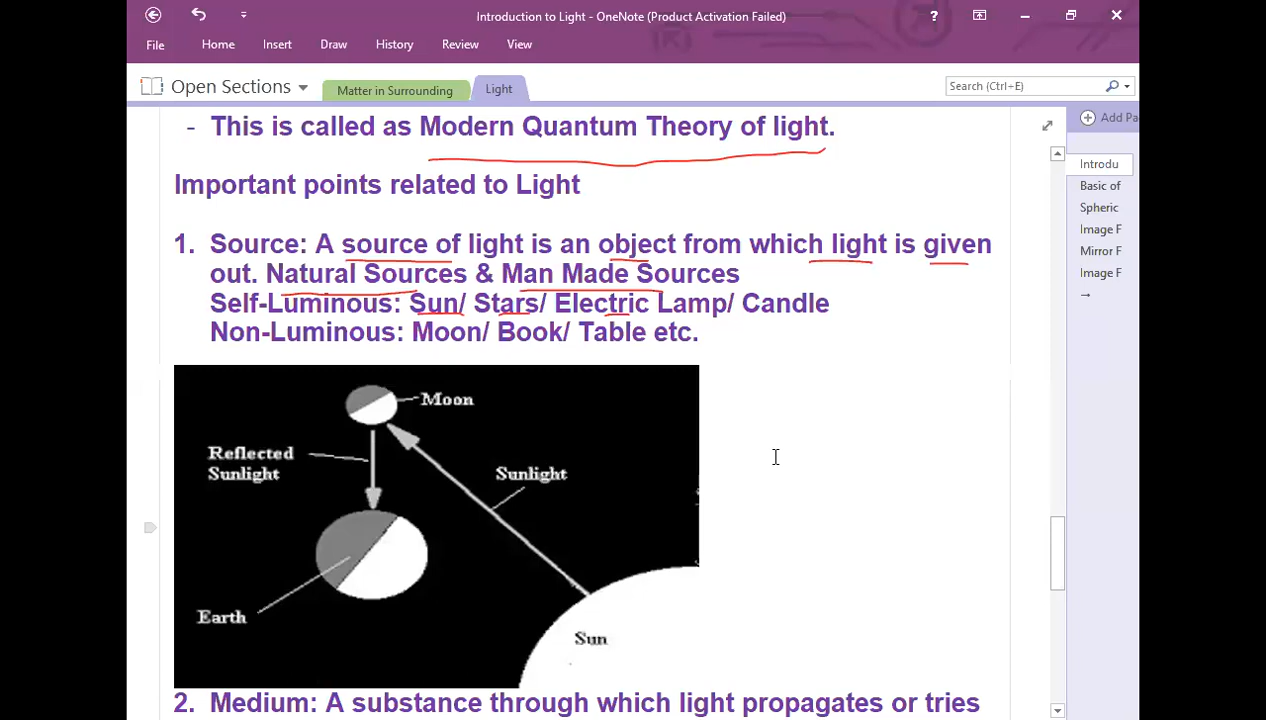 Introduction to Light - OneNote (Product Activation Failed)
?
File Home Insert Draw History Review View
Open Sections Matter in Surrounding Light Search (Ctrl+E)
- This is called as Modern Quantum Theory of light.
Important points related to Light
1. Source: A source of light is an object from which light is given
out. Natural Sources & Man Made Sources
Self-Luminous: Sun/ Stars/ Electric Lamp/ Candle
Non-Luminous: Moon/ Book/ Table etc.
Moon
Reflected
Sunlight
Sunlight
Earth
Sun
2. Medium: A substance through which light propagates or tries
Add Pa
Introdu
Basic of
Spheric
Image F
Mirror F
Image F